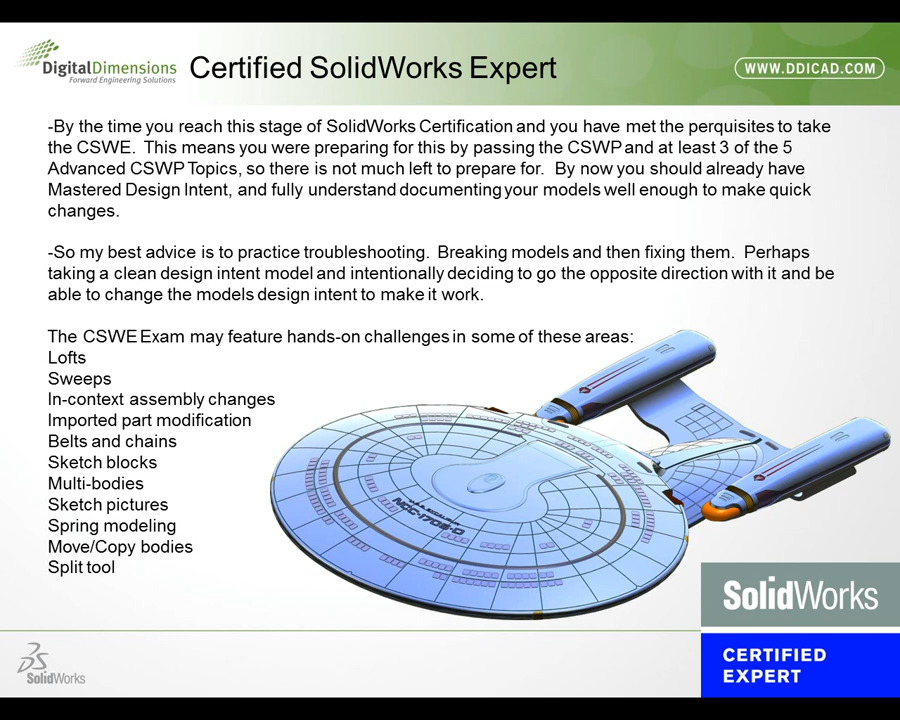 DigitalDimensions
Forward Engineering Solutions
Certified SolidWorks Expert
WWW.DDICAD.COM
-By the time you reach this stage of SolidWorks Certification and you have met the perquisites to take
the CSWE. This means you were preparing for this by passing the CSWP and at least 3 of the 5
Advanced CSWP Topics, so there is not much left to prepare for. By now you should already have
Mastered Design Intent, and fully understand documenting your models well enough to make quick
changes.
-So my best advice is to practice troubleshooting. Breaking models and then fixing them. Perhaps
taking a clean design intent model and intentionally deciding to go the opposite direction with it and be
able to change the models design intent to make it work.
The CSWE Exam may feature hands-on challenges in some of these areas:
Lofts
Sweeps
In-context assembly changes
Imported part modification
Belts and chains
Sketch blocks
Multi-bodies
Sketch pictures
Spring modeling
Move/Copy bodies
Split tool
U.S.S. EXCALIBUR
SolidWorks
CERTIFIED
EXPERT
SolidWorks